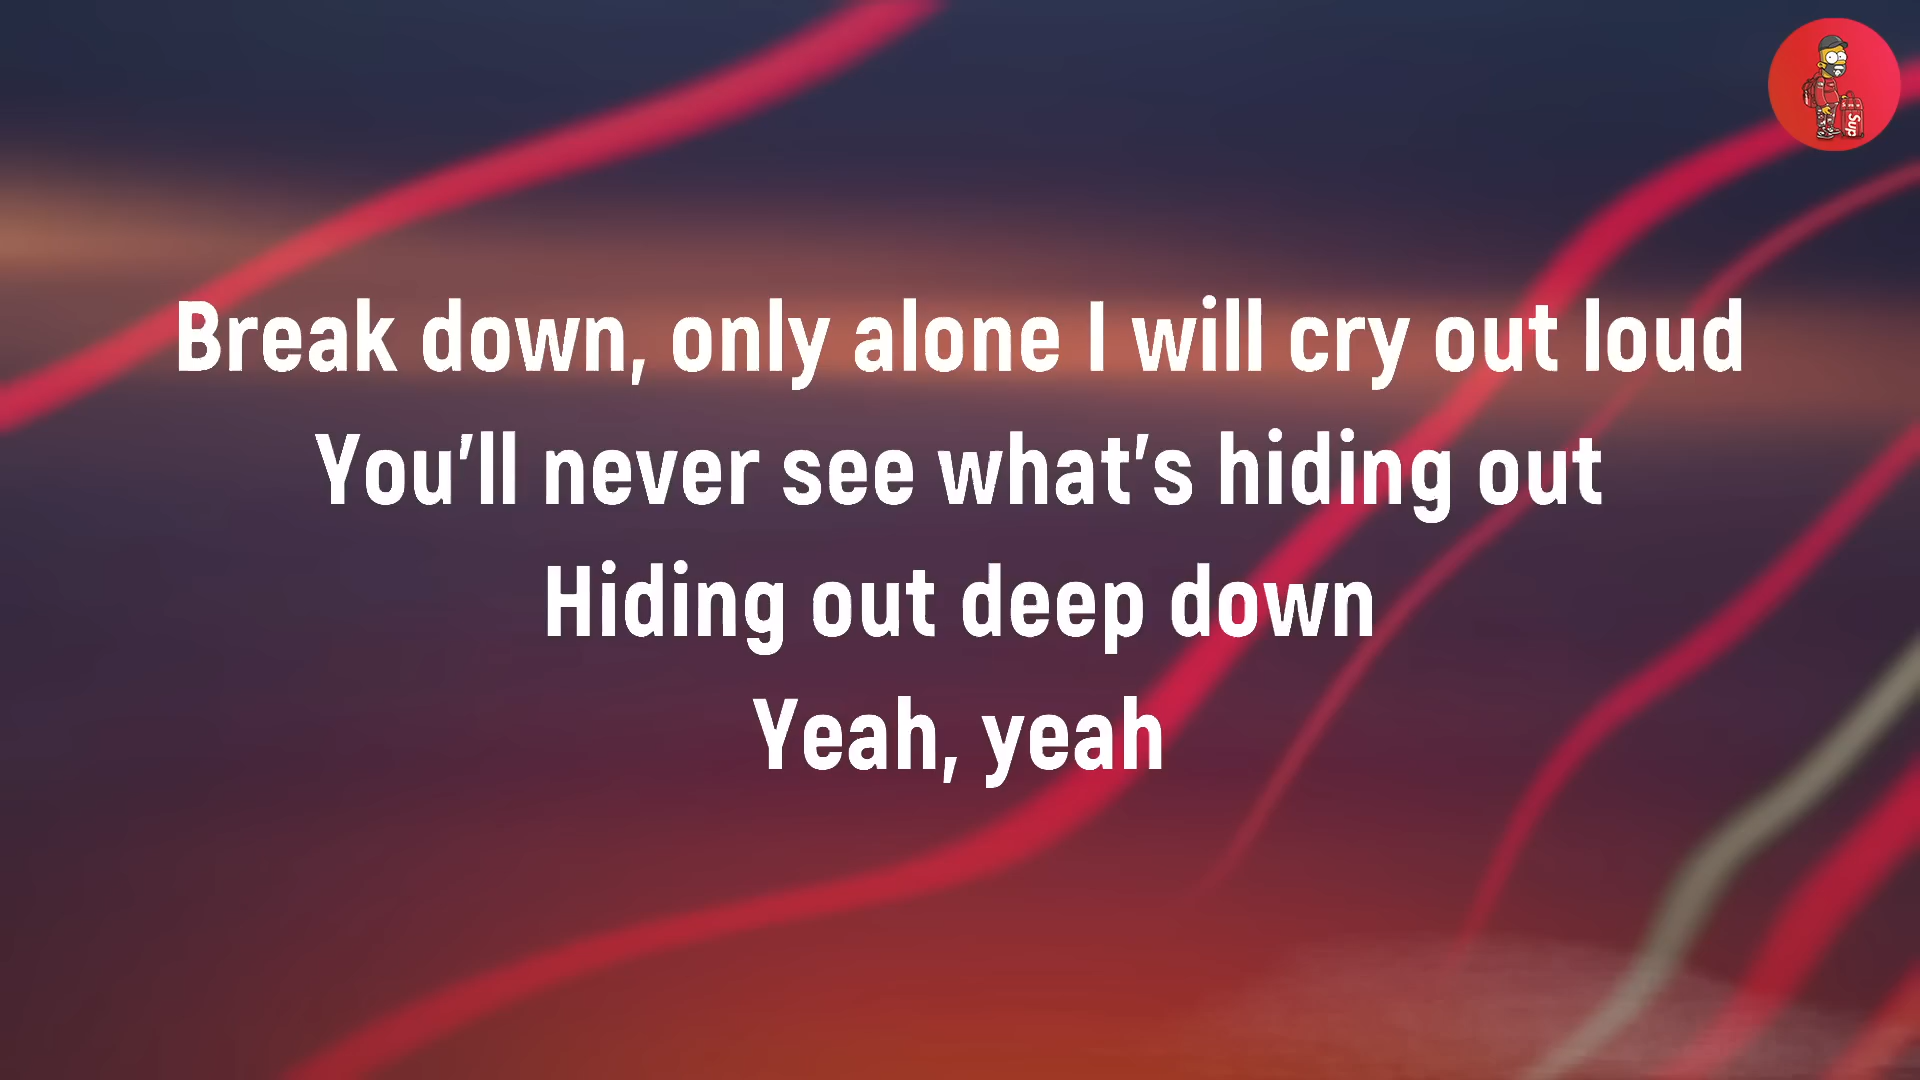 Break down, only alone I will cry out loud
You’ll never see what’s hiding out
Hiding out deep down
Yeah, yeah
Sup